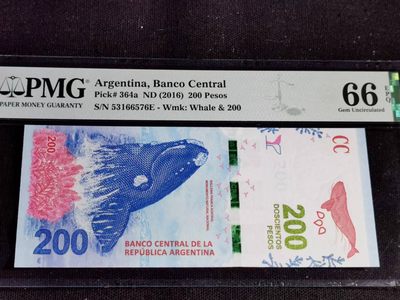 PMG
PAPER MONEY GUARANTY
Argentina, Banco Central
Pick# 364a ND (2016) 200 Pesos
S/N 53166576E - Wmk: Whale & 200
66
EPQ
Gem Uncirculated
200
CC
200
DOSCIENTOS
PESOS
200
BANCO CENTRAL DE LA
REPÚBLICA ARGENTINA